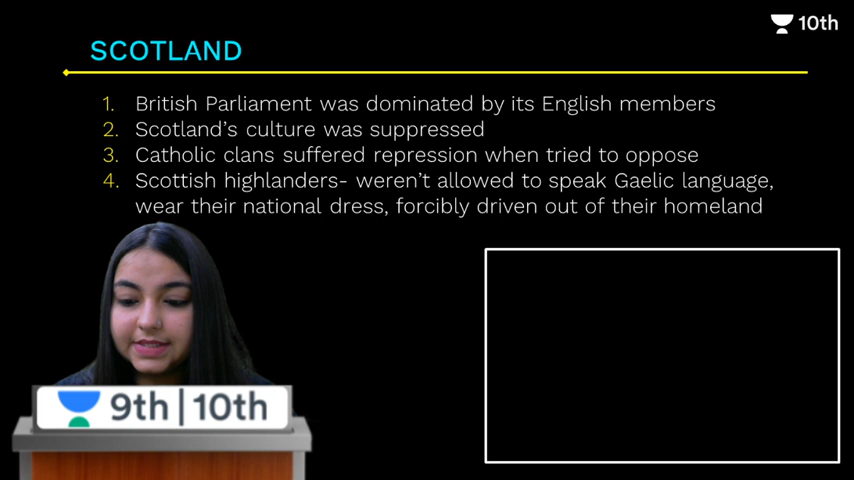 10th
SCOTLAND
1. British Parliament was dominated by its English members
2. Scotland's culture was suppressed
3. Catholic clans suffered repression when tried to oppose
4. Scottish highlanders- weren't allowed to speak Gaelic language,
wear their national dress, forcibly driven out of their homeland
9th|10th